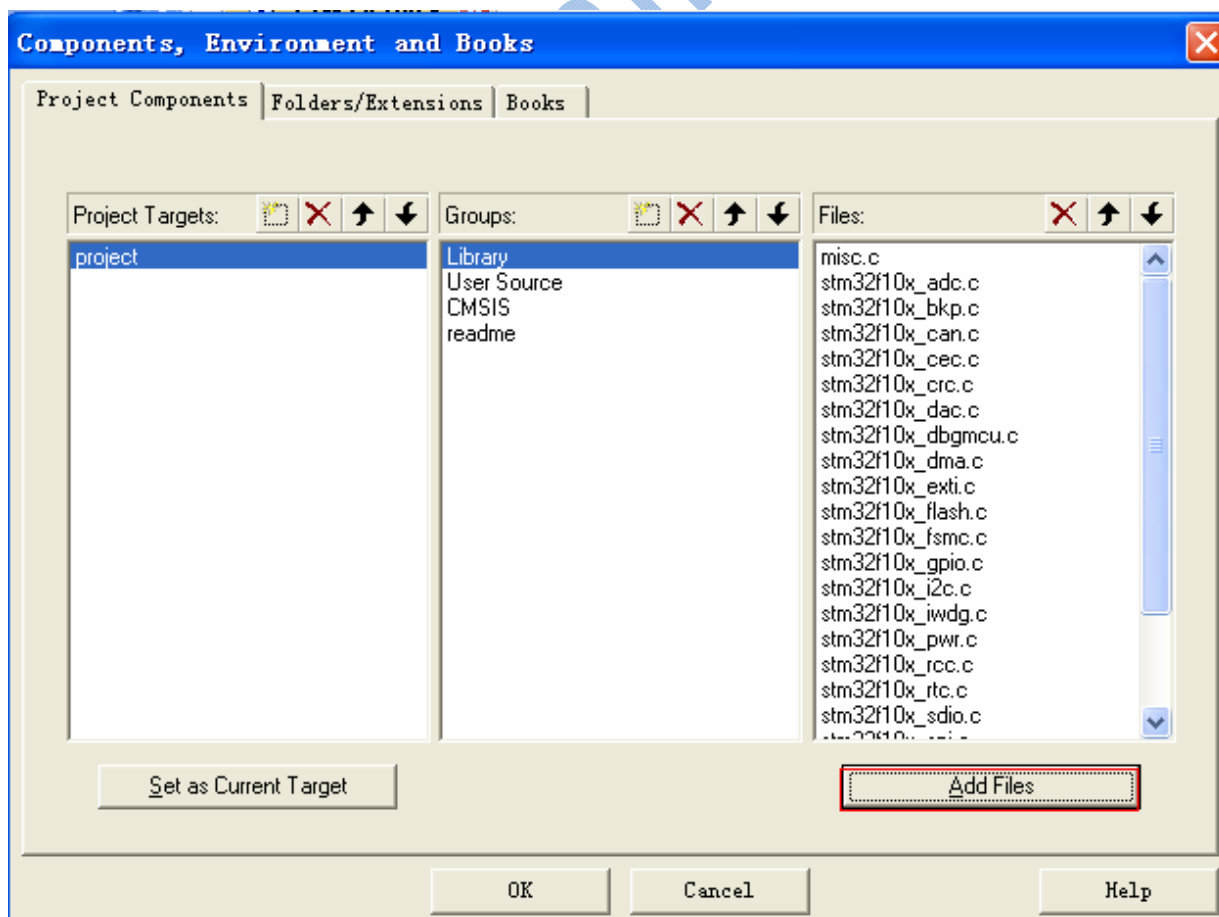 Components, Environment and Books
Project Components Folders/Extensions Books
Project Targets:
project
Set as Current Target
Groups:
Library
User Source
CMSIS
readme
Files:
misc.c
stm32f10x_adc.c
stm32f10x_bkp.c
stm32f10x_can.c
stm32f10x_cec.c
stm32f10x_crc.c
stm32f10x_dac.c
stm32f10x_dbgmcu.c
stm32f10x_dma.c
stm32f10x_exti.c
stm32f10x_flash.c
stm32f10x_fsmc.c
stm32f10x_gpio.c
stm32f10x_i2c.c
stm32f10x_iwdg.c
stm32f10x_pwr.c
stm32f10x_rcc.c
stm32f10x_rtc.c
stm32f10x_sdio.c
Add Files
OK Cancel Help